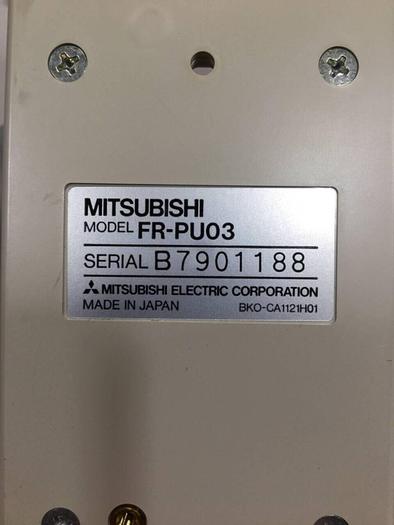 MITSUBISHI
MODEL FR-PU03
SERIAL B7901188
MITSUBISHI ELECTRIC CORPORATION
MADE IN JAPAN BKO-CA1121H01